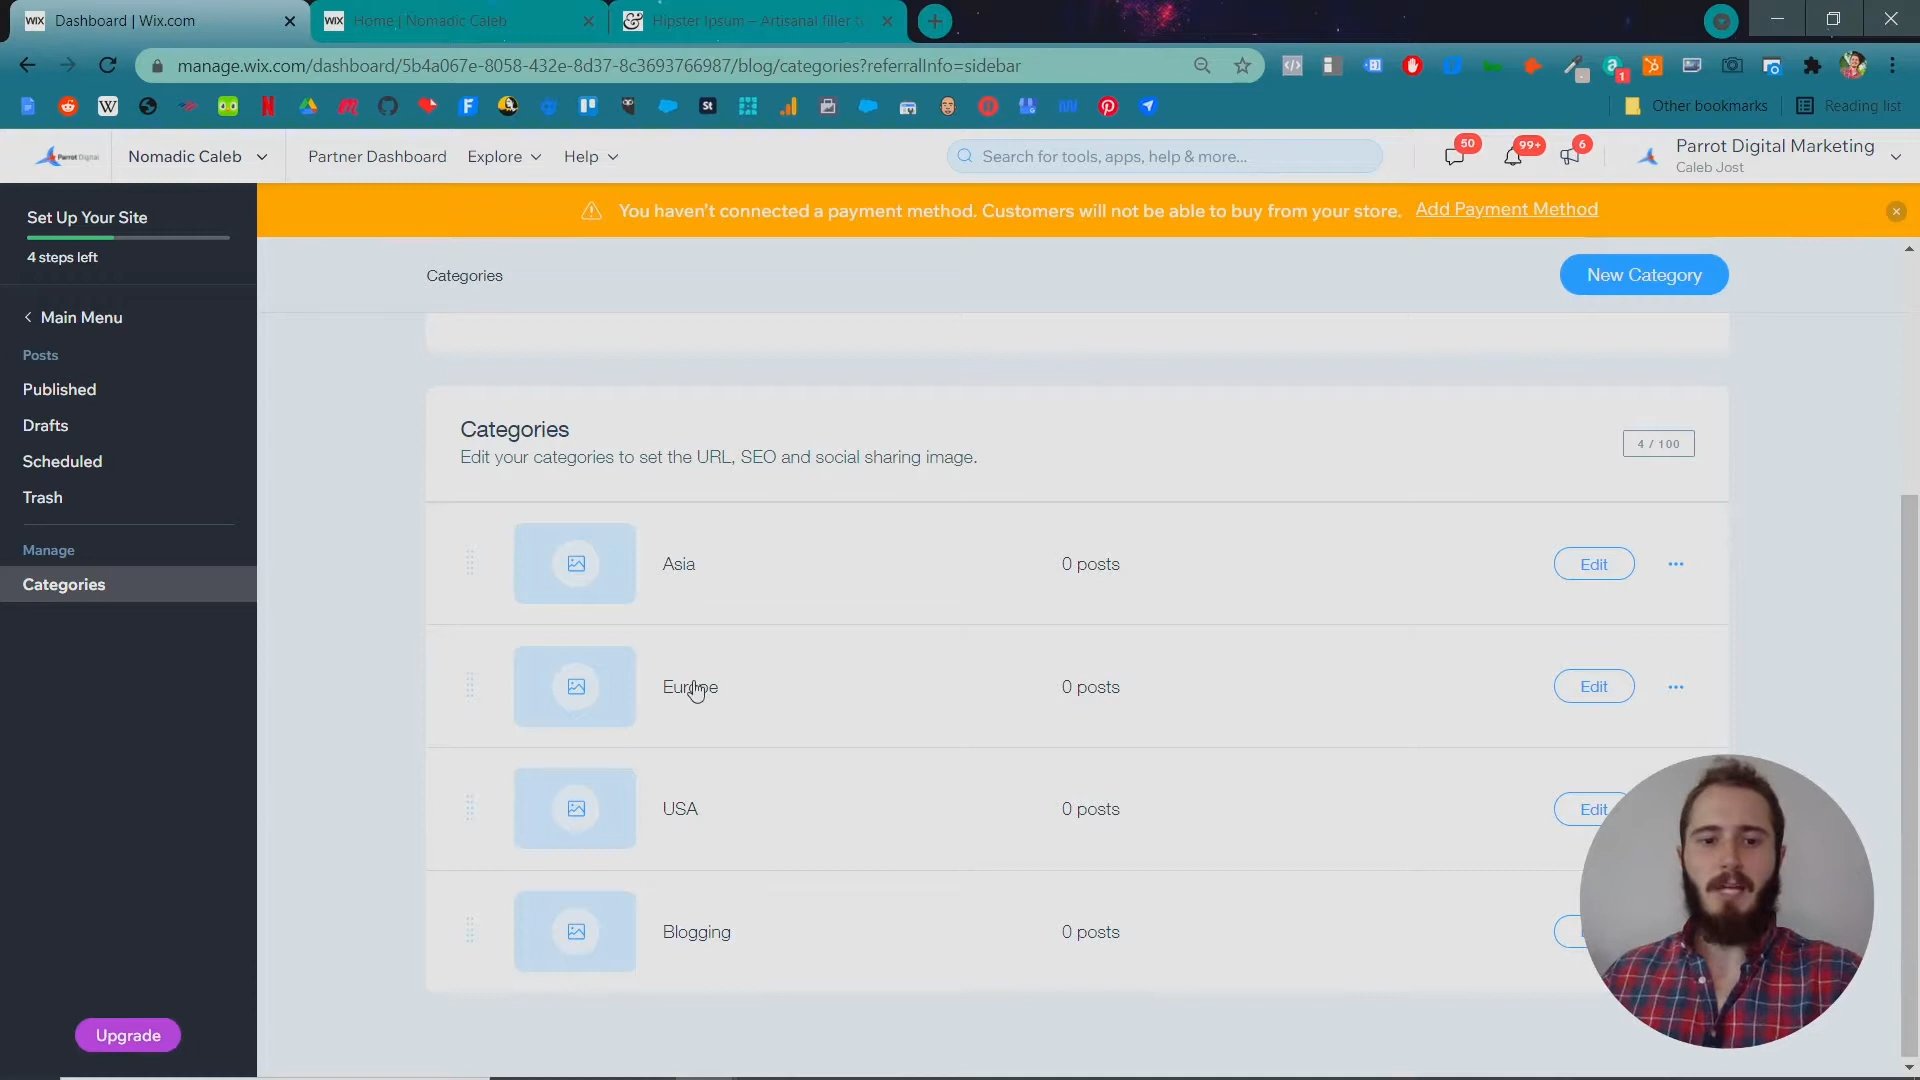 WIX Dashboard | Wix.com
WIX Home | Nomadic Caleb
Hipster Ipsum – Artisanal filler t
manage.wix.com/dashboard/5b4a067e-8058-432e-8d37-8c3693766987/blog/categories?referralInfo=sidebar
1
W
N
F
St
Other bookmarks
Reading list
Parrot Digital
Nomadic Caleb
Partner Dashboard
Explore
Help
Search for tools, apps, help & more...
50
99+
6
Parrot Digital Marketing
Caleb Jost
Set Up Your Site
4 steps left
You haven't connected a payment method. Customers will not be able to buy from your store. Add Payment Method
Main Menu
Posts
Published
Drafts
Scheduled
Trash
Manage
Categories
Upgrade
Categories
New Category
Categories
Edit your categories to set the URL, SEO and social sharing image.
4 / 100
Asia 0 posts Edit
Europe 0 posts Edit
USA 0 posts Edit
Blogging 0 posts